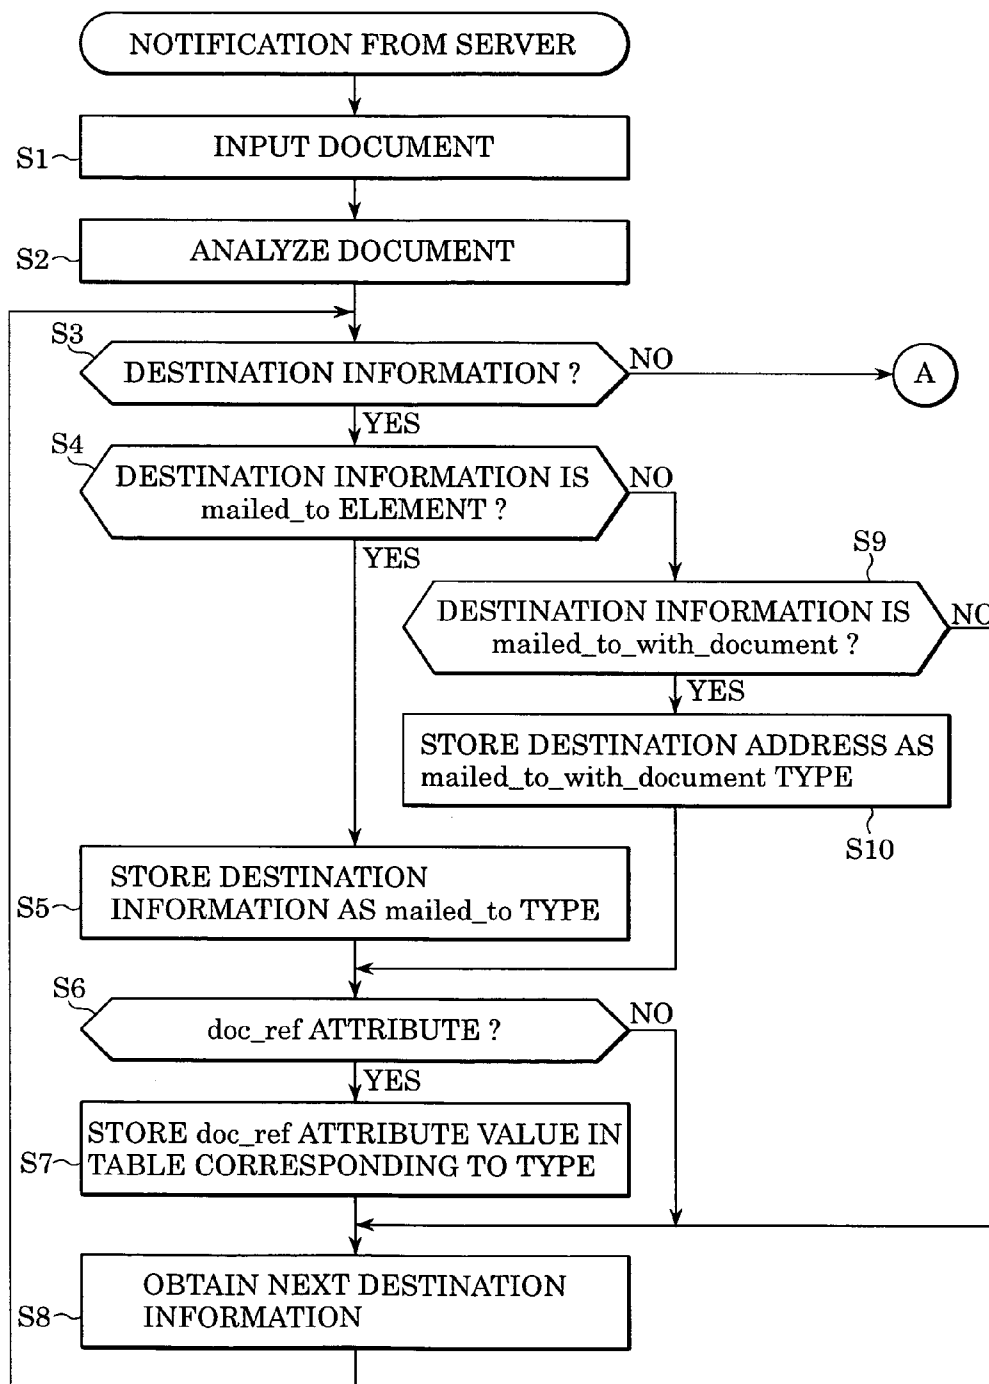 NOTIFICATION FROM SERVER
S1
INPUT DOCUMENT
S2
ANALYZE DOCUMENT
S3
DESTINATION INFORMATION ?
NO
A
YES
S4
DESTINATION INFORMATION IS
mailed_to ELEMENT ?
NO
YES
S9
DESTINATION INFORMATION IS
mailed_to_with_document ?
NO
YES
STORE DESTINATION ADDRESS AS
mailed_to_with_document TYPE
S10
S5
STORE DESTINATION
INFORMATION AS mailed_to TYPE
S6
doc_ref ATTRIBUTE ?
NO
YES
S7
STORE doc_ref ATTRIBUTE VALUE IN
TABLE CORRESPONDING TO TYPE
S8
OBTAIN NEXT DESTINATION
INFORMATION